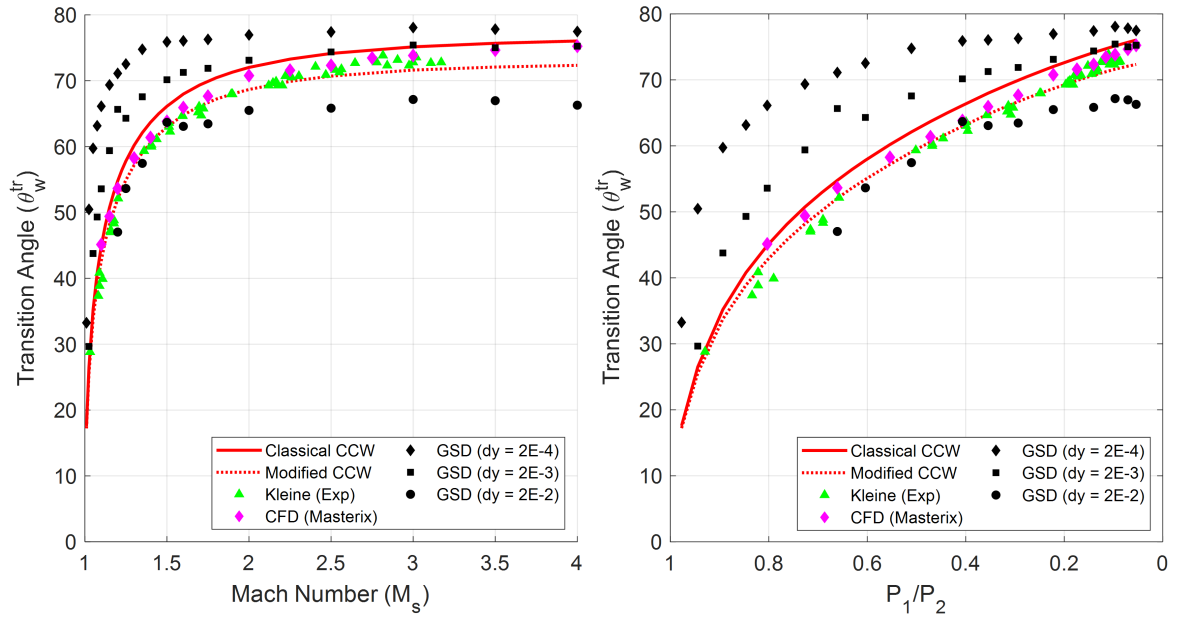 80
70
60
50
40
30
20
10
0
Transition Angle (θ_w^tr)
1
1.5
2
2.5
3
3.5
4
Mach Number (M_s)
Classical CCW
Modified CCW
Kleine (Exp)
CFD (Masterix)
GSD (dy = 2E-4)
GSD (dy = 2E-3)
GSD (dy = 2E-2)
80
70
60
50
40
30
20
10
0
Transition Angle (θ_w^tr)
1
0.8
0.6
0.4
0.2
0
P_1/P_2
Classical CCW
Modified CCW
Kleine (Exp)
CFD (Masterix)
GSD (dy = 2E-4)
GSD (dy = 2E-3)
GSD (dy = 2E-2)